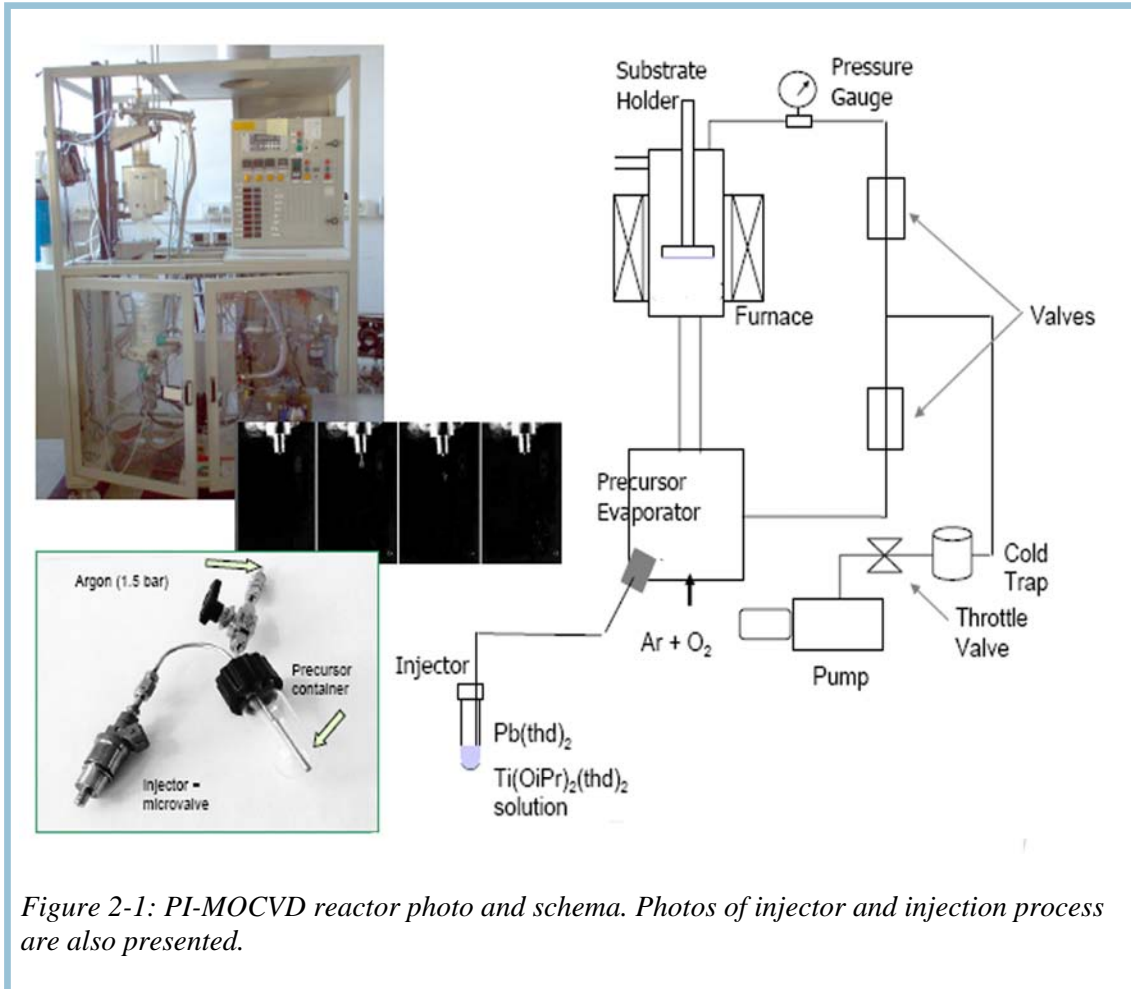 Substrate
Holder
Pressure
Gauge
Furnace
Valves
Precursor
Evaporator
Cold
Trap
Throttle
Valve
Ar + O₂
Pump
Injector
Pb(thd)₂
Ti(OiPr)₂(thd)₂
solution
Argon (1.5 bar)
Precursor
container
Injector =
microvalve
Figure 2-1: PI-MOCVD reactor photo and schema. Photos of injector and injection process
are also presented.